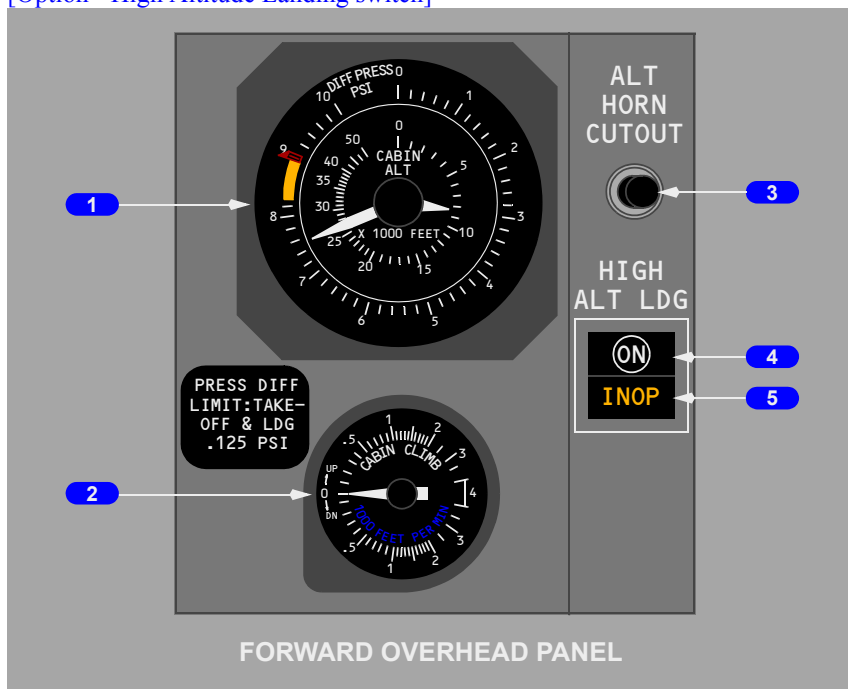 [Option - High Altitude Landing switch]
DIFF PRESS
PSI
0
1
2
3
4
5
6
7
8
9
10
CABIN
ALT
X 1000 FEET
0
5
10
15
20
25
30
35
40
50
ALT
HORN
CUTOUT
HIGH
ALT LDG
ON
INOP
PRESS DIFF
LIMIT:TAKE-
OFF & LDG
.125 PSI
CABIN CLIMB
1000 FEET PER MIN
UP
0
DN
.5
1
2
3
4
.5
1
2
3
1
2
3
4
5
FORWARD OVERHEAD PANEL